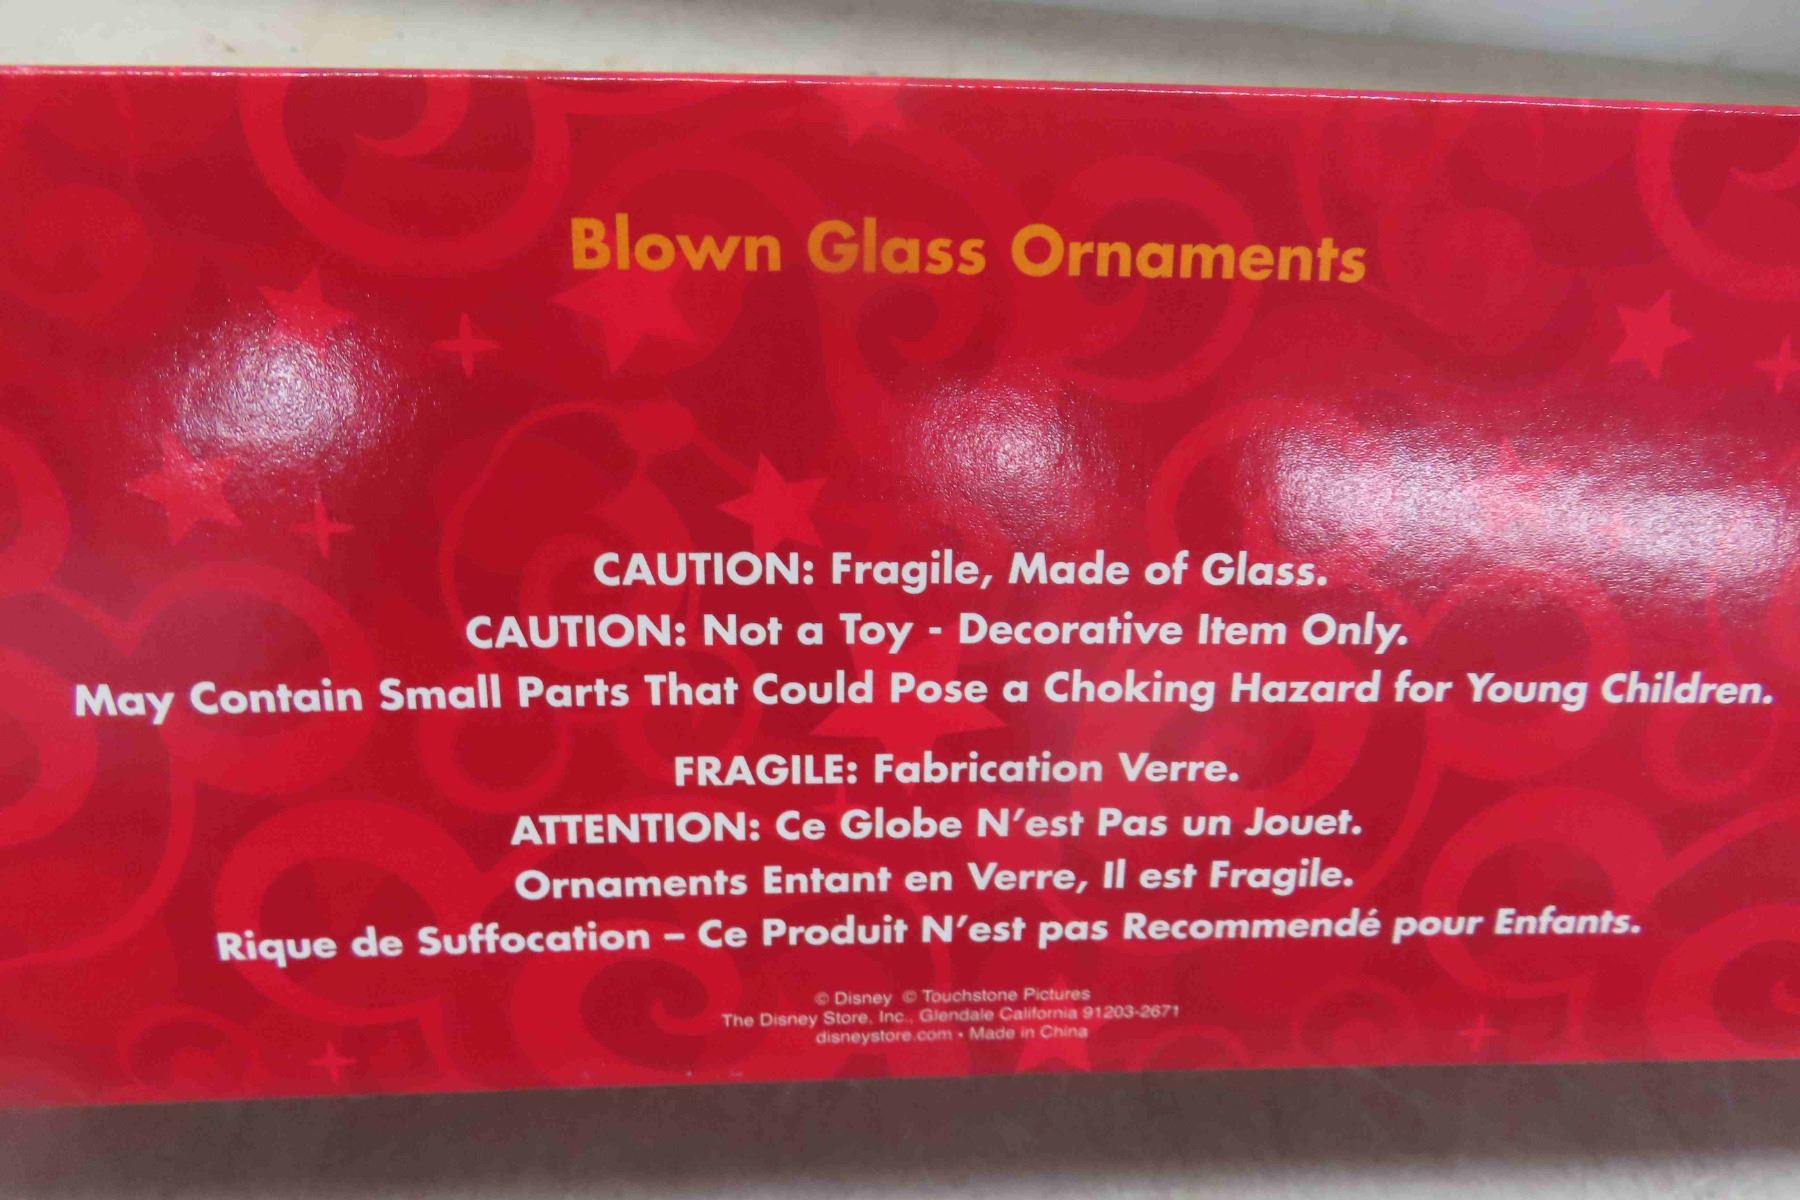 Blown Glass Ornaments
CAUTION: Fragile, Made of Glass.
CAUTION: Not a Toy - Decorative Item Only.
May Contain Small Parts That Could Pose a Choking Hazard for Young Children.
FRAGILE: Fabrication Verre.
ATTENTION: Ce Globe N'est Pas un Jouet.
Ornaments Entant en Verre, Il est Fragile.
Rique de Suffocation – Ce Produit N'est pas Recommendé pour Enfants.
© Disney © Touchstone Pictures
The Disney Store, Inc., Glendale California 91203-2671
disneystore.com • Made in China